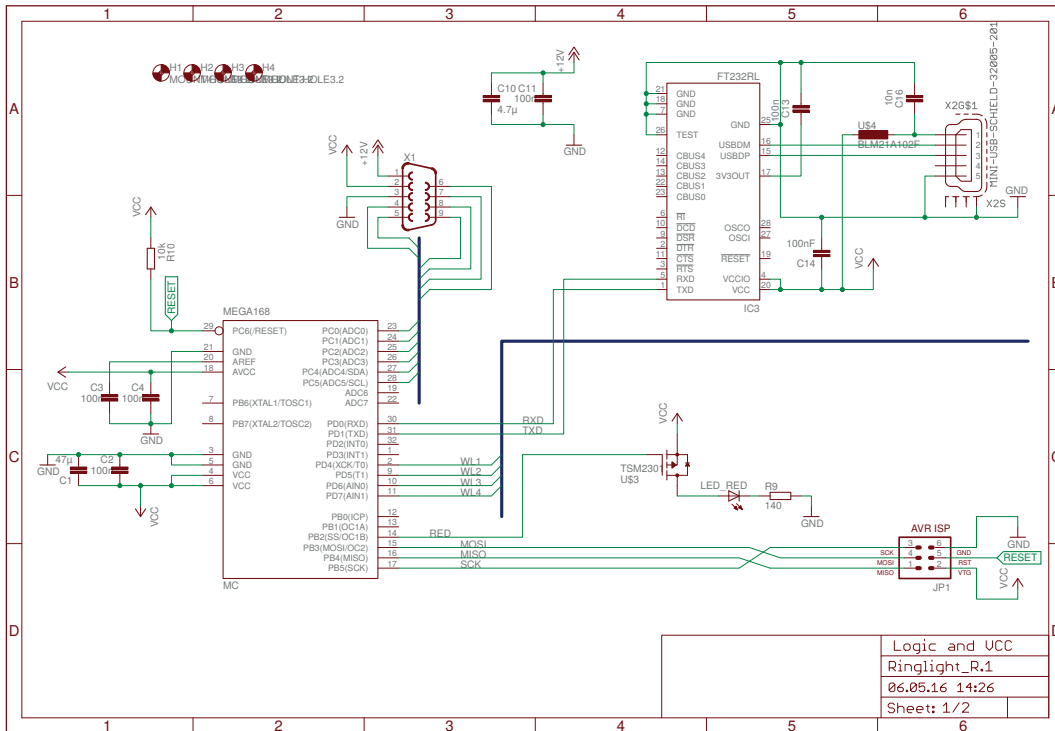 1 2 3 4 5 6
A
B
C
D
H1 H2 H3 H4
+12V
C10 C11
4.7µ 100n
GND
VCC
+12V
X1
1
2
3
4
5
6
7
8
9
GND
FT232RL
21 GND
18 GND
7 GND
26 TEST
12 CBUS4
14 CBUS3
13 CBUS2
22 CBUS1
23 CBUS0
6 RI
10 DCD
9 DSR
2 DTR
11 CTS
3 RTS
5 RXD
1 TXD
GND 25
USBDM 16
USBDP 15
3V3OUT 17
OSCO 28
OSCI 27
RESET 19
VCCIO 4
VCC 20
IC3
100n
C13
10n
C16
U$4
BLM21A102F
X2G$1
1
2
3
4
5
MINI-USB-SCHIELD-32005-201
X2S
GND
100nF
C14
VCC
VCC
10k
R10
RESET
MEGA168
29 PC6(/RESET)
21 GND
20 AREF
18 AVCC
7 PB6(XTAL1/TOSC1)
8 PB7(XTAL2/TOSC2)
3 GND
5 GND
4 VCC
6 VCC
PC0(ADC0) 23
PC1(ADC1) 24
PC2(ADC2) 25
PC3(ADC3) 26
PC4(ADC4/SDA) 27
PC5(ADC5/SCL) 28
ADC6 19
ADC7 22
PD0(RXD) 30
PD1(TXD) 31
PD2(INT0) 32
PD3(INT1) 1
PD4(XCK/T0) 2
PD5(T1) 9
PD6(AIN0) 10
PD7(AIN1) 11
PB0(ICP) 12
PB1(OC1A) 13
PB2(SS/OC1B) 14
PB3(MOSI/OC2) 15
PB4(MISO) 16
PB5(SCK) 17
MC
VCC
C3 C4
100n 100n
GND
GND
47µ C2
C1 100n
VCC
RXD
TXD
WL1
WL2
WL3
WL4
RED
MOSI
MISO
SCK
VCC
TSM2301
U$3
LED_RED
R9
140
GND
AVR ISP
SCK 3 6 GND
MOSI 4 5 RST
MISO 1 2 VTG
JP1
GND
RESET
VCC
Logic and VCC
Ringlight_R.1
06.05.16 14:26
Sheet: 1/2
A
C
1 2 3 4 5 6